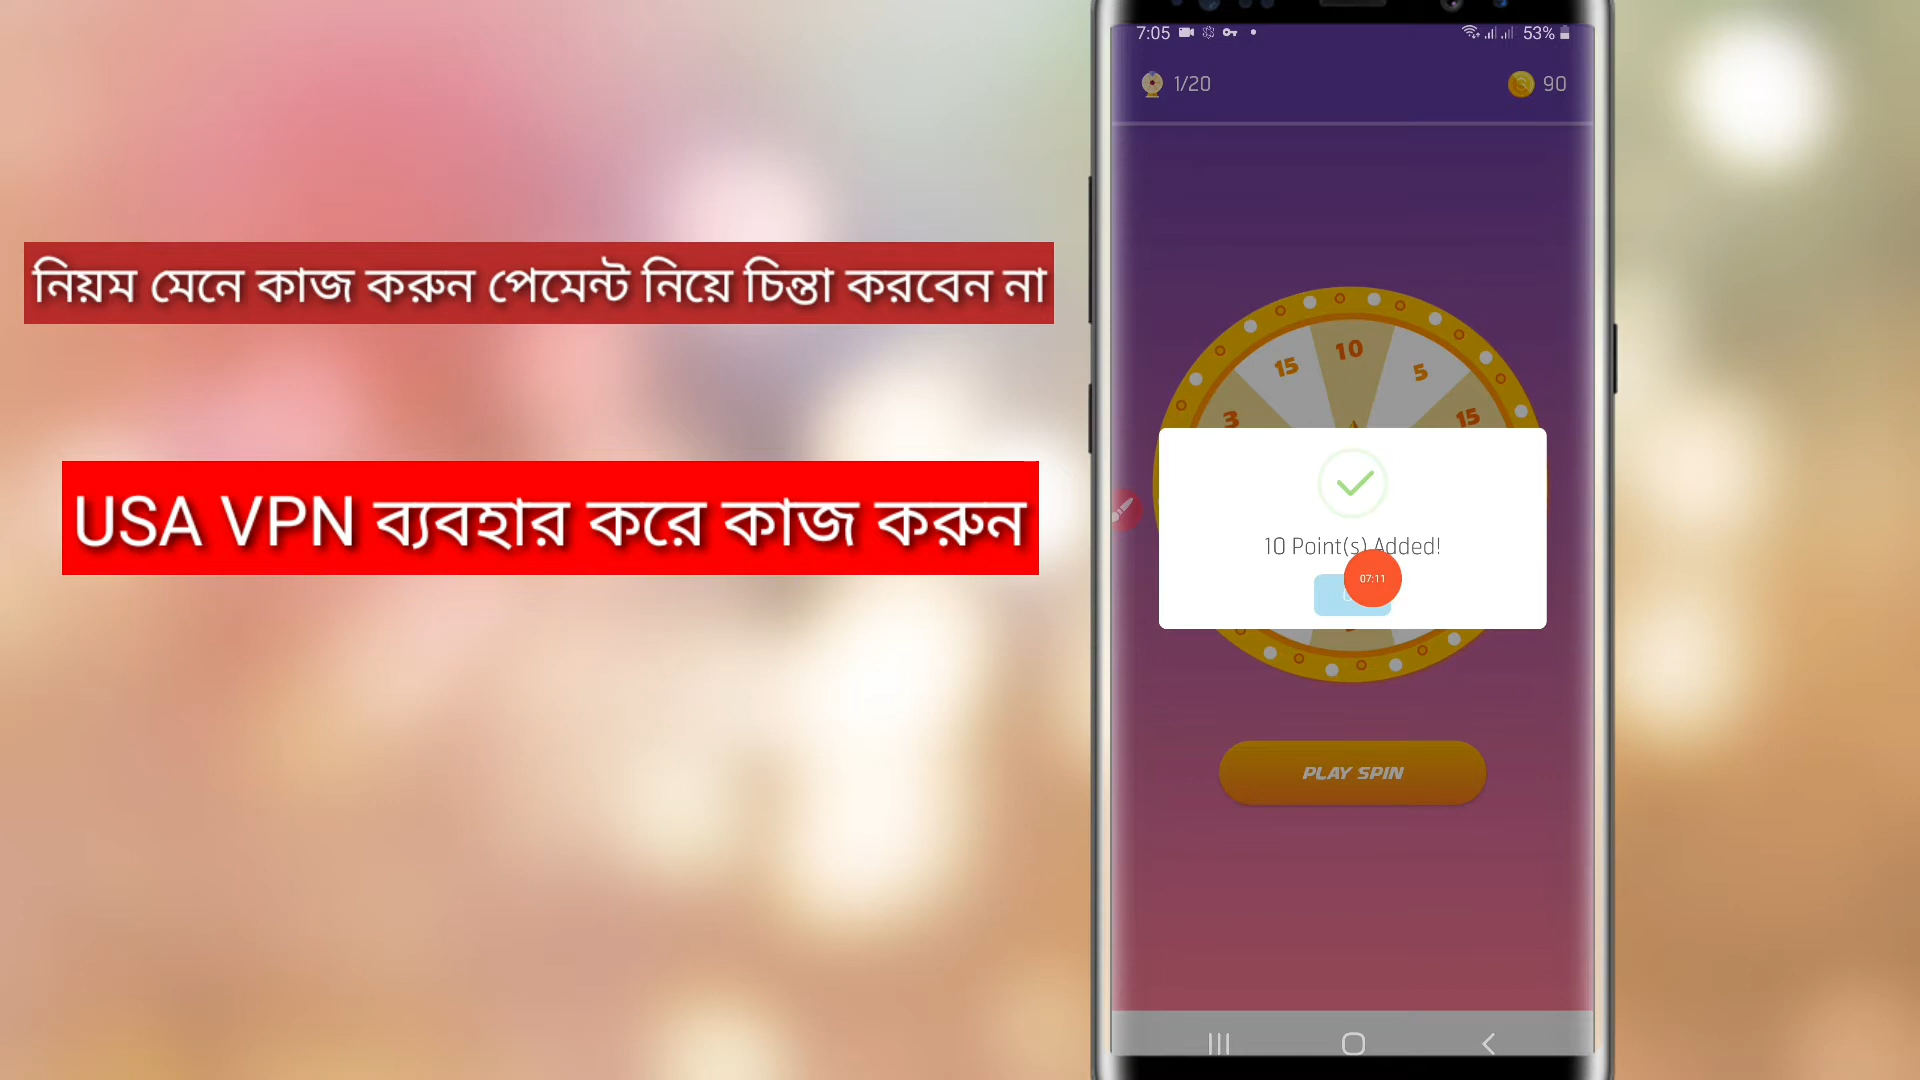 7:05
53%
1/20
90
নিয়ম মেনে কাজ করুন পেমেন্ট নিয়ে চিন্তা করবেন না
15
10
5
3
15
USA VPN ব্যবহার করে কাজ করুন
10 Point(s) Added!
07:11
PLAY SPIN